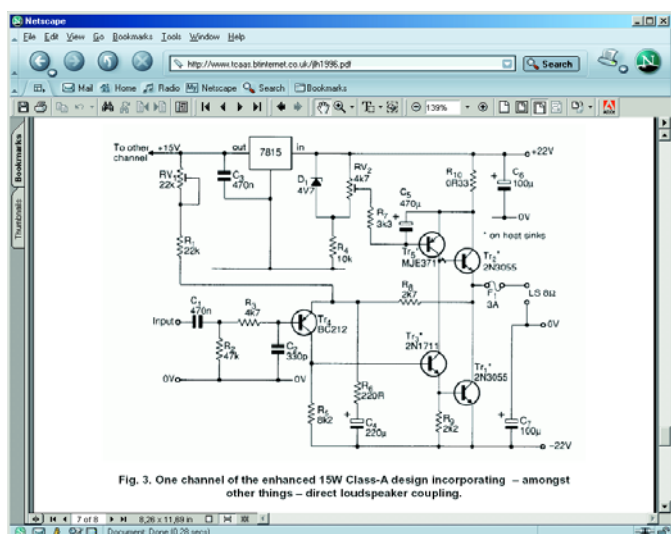 Netscape
File Edit View Go Bookmarks Tools Window Help
http://www.tcaas.btinternet.co.uk/jlh1996.pdf
Search
Mail Home Radio Netscape Search Bookmarks
139%
Bookmarks
Thumbnails
To other channel
+15V
out
7815
in
+22V
RV1
22k
C3
470n
D1
4V7
RV2
4k7
C5
470µ
R10
0R33
C6
100µ
0V
R7
3k3
* on heat sinks
R1
22k
R4
10k
Tr5*
MJE371
Tr2*
2N3055
R8
2k7
F1
3A
LS 8Ω
C1
470n
R3
4k7
Tr4
BC212
0V
Input
Tr3*
2N1711
R2
47k
C2
330p
R6
220R
Tr1*
2N3055
0V
0V
R5
8k2
C4
220µ
R9
2k2
C7
100µ
-22V
Fig. 3. One channel of the enhanced 15W Class-A design incorporating – amongst
other things – direct loudspeaker coupling.
7 of 8
8,26 x 11,69 in
Document: Done (0.28 secs)